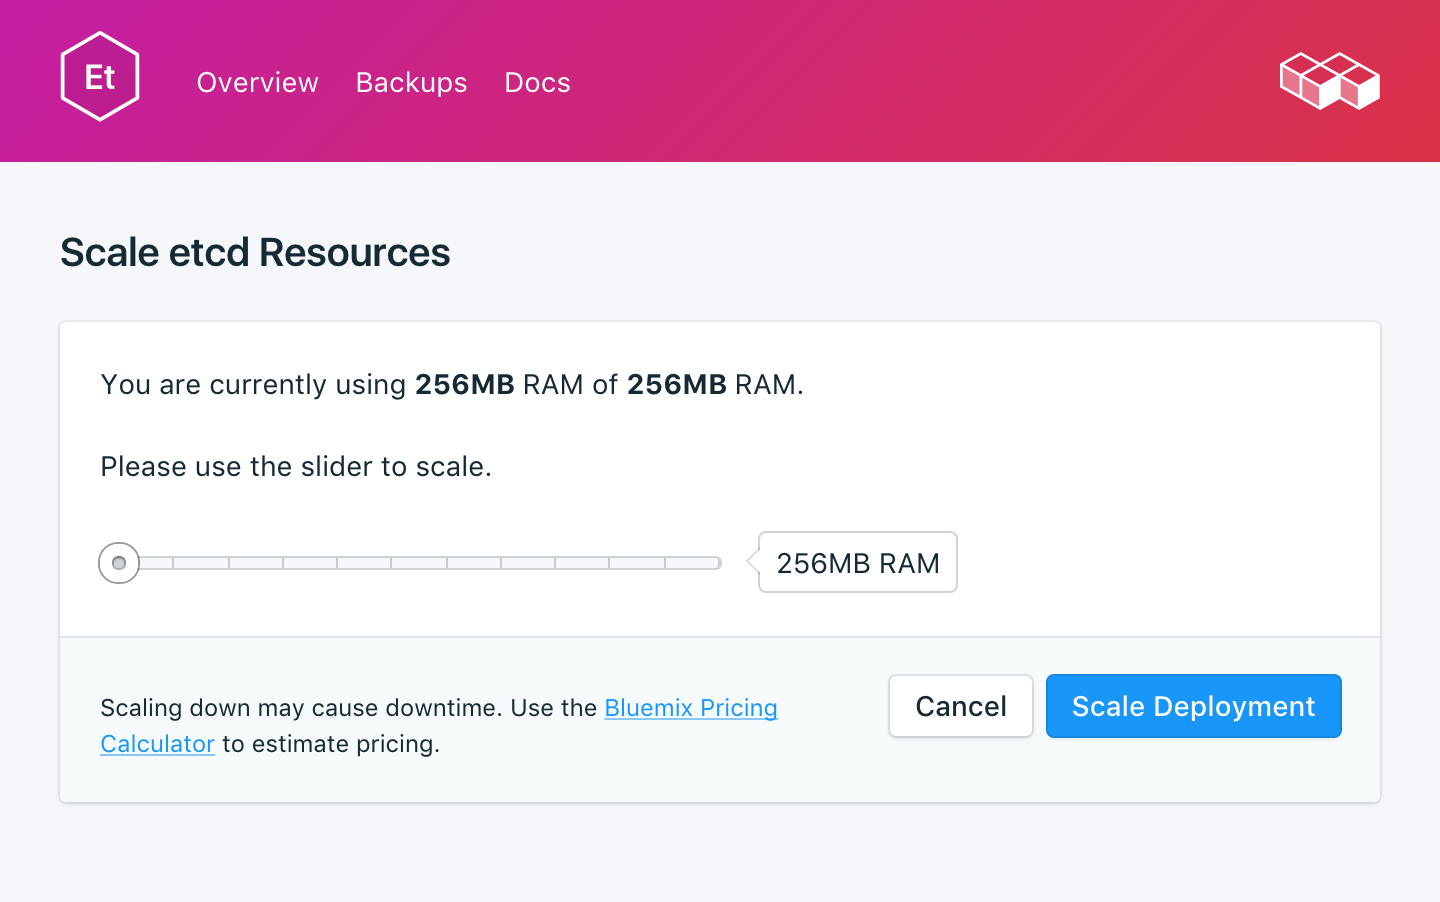 Et
Overview Backups Docs
Scale etcd Resources
You are currently using 256MB RAM of 256MB RAM.
Please use the slider to scale.
256MB RAM
Scaling down may cause downtime. Use the Bluemix Pricing
Calculator to estimate pricing.
Cancel Scale Deployment